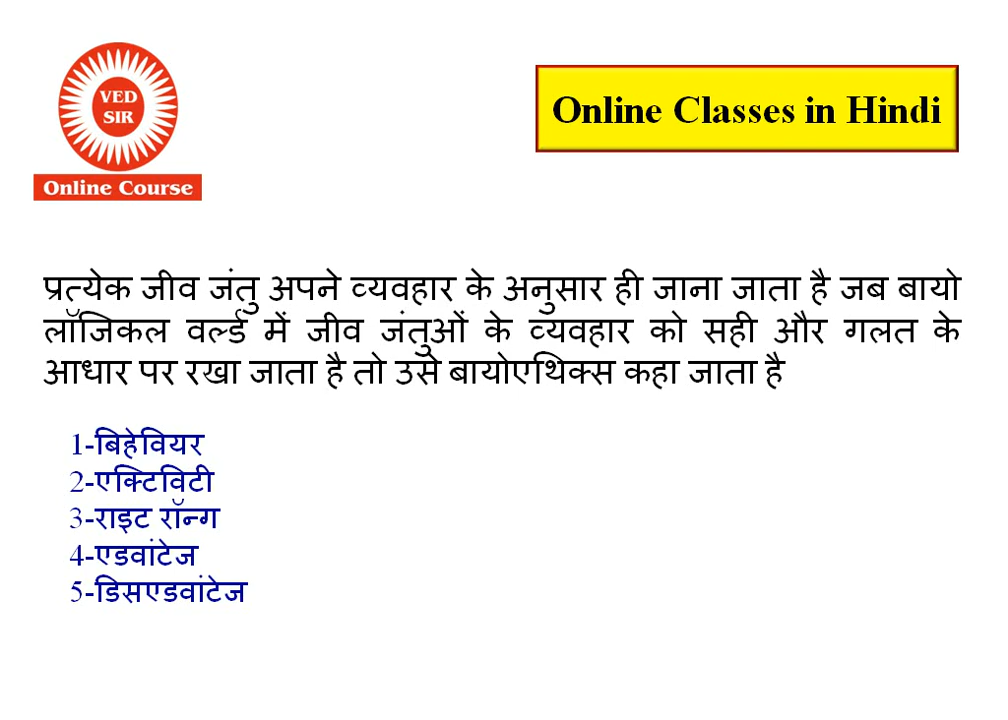 VED
SIR
Online Course
Online Classes in Hindi
प्रत्येक जीव जंतु अपने व्यवहार के अनुसार ही जाना जाता है जब बायो
लॉजिकल वर्ल्ड में जीव जंतुओं के व्यवहार को सही और गलत के
आधार पर रखा जाता है तो उसे बायोएथिक्स कहा जाता है
1-बिहेवियर
2-एक्टिविटी
3-राइट रॉन्ग
4-एडवांटेज
5-डिसएडवांटेज